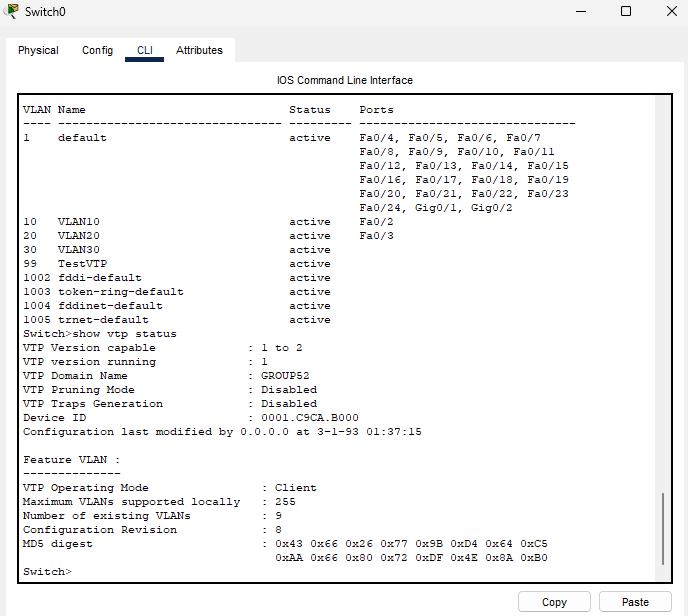 Switch0
Physical Config CLI Attributes
IOS Command Line Interface
VLAN Name                             Status    Ports
---- -------------------------------- --------- -------------------------------
1    default                          active    Fa0/4, Fa0/5, Fa0/6, Fa0/7
                                                Fa0/8, Fa0/9, Fa0/10, Fa0/11
                                                Fa0/12, Fa0/13, Fa0/14, Fa0/15
                                                Fa0/16, Fa0/17, Fa0/18, Fa0/19
                                                Fa0/20, Fa0/21, Fa0/22, Fa0/23
                                                Fa0/24, Gig0/1, Gig0/2
10   VLAN10                           active    Fa0/2
20   VLAN20                           active    Fa0/3
30   VLAN30                           active
99   TestVTP                          active
1002 fddi-default                     active
1003 token-ring-default               active
1004 fddinet-default                  active
1005 trnet-default                    active
Switch>show vtp status
VTP Version capable             : 1 to 2
VTP version running             : 1
VTP Domain Name                 : GROUP52
VTP Pruning Mode                : Disabled
VTP Traps Generation            : Disabled
Device ID                       : 0001.C9CA.B000
Configuration last modified by 0.0.0.0 at 3-1-93 01:37:15

Feature VLAN :
--------------
VTP Operating Mode                : Client
Maximum VLANs supported locally   : 255
Number of existing VLANs          : 9
Configuration Revision            : 8
MD5 digest                        : 0x43 0x66 0x26 0x77 0x9B 0xD4 0x64 0xC5
                                    0xAA 0x66 0x80 0x72 0xDF 0x4E 0x8A 0xB0
Switch>
Copy Paste